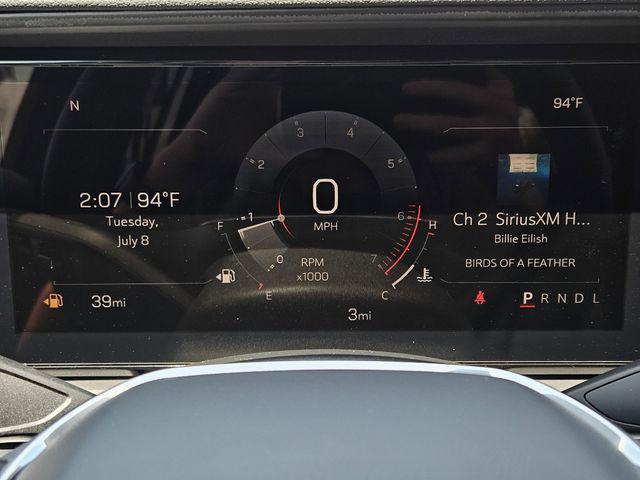 N
94°F
2:07 | 94°F
Tuesday,
July 8
39mi
0
1
2
3
4
5
6
7
0
MPH
RPM
x1000
F
E
H
C
3mi
Ch 2 SiriusXM H...
Billie Eilish
BIRDS OF A FEATHER
P R N D L